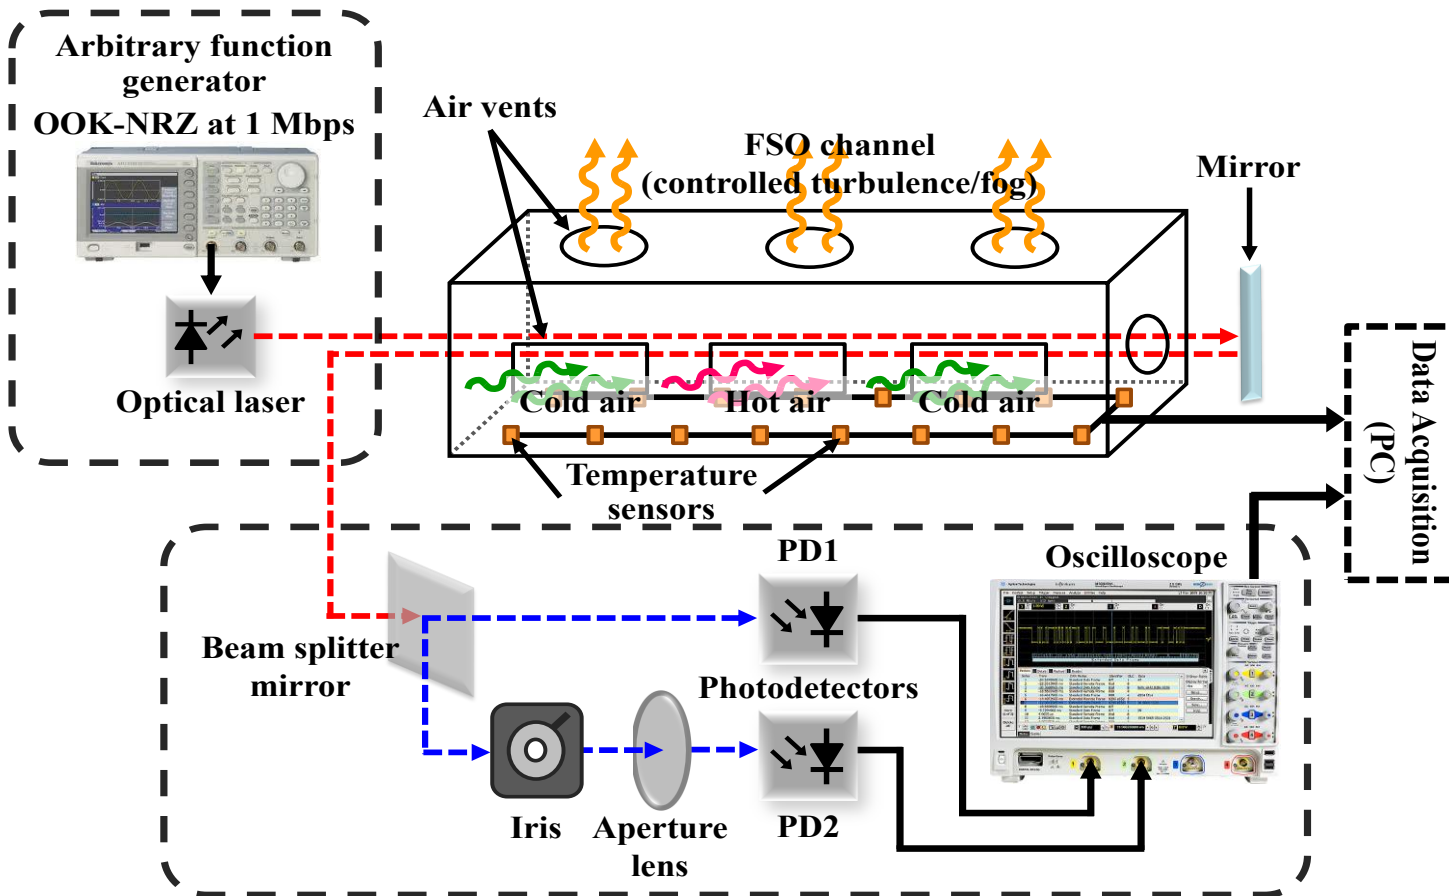 Arbitrary function
generator
OOK-NRZ at 1 Mbps
Optical laser
Air vents
FSO channel
(controlled turbulence/fog)
Mirror
Cold air
Hot air
Cold air
Temperature
sensors
Data Acquisition
(PC)
Beam splitter
mirror
PD1
Photodetectors
PD2
Iris
Aperture
lens
Oscilloscope